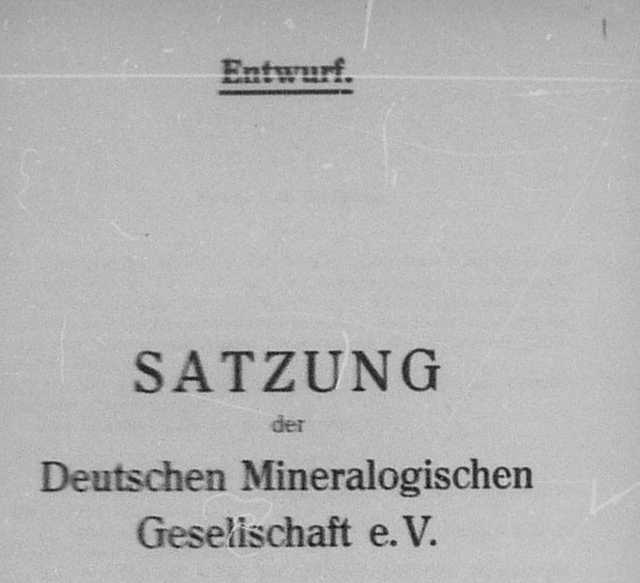 Entwurf.
SATZUNG
der
Deutschen Mineralogischen
Gesellschaft e.V.